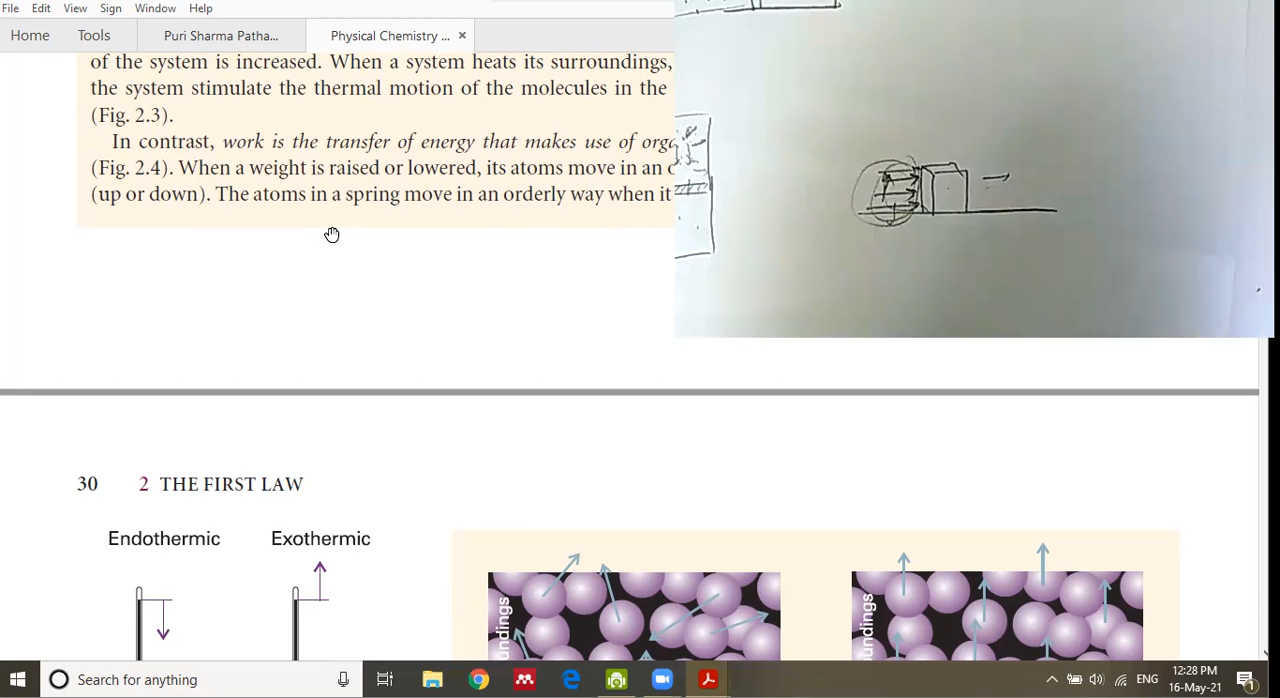 File Edit View Sign Window Help
Home Tools Puri Sharma Patha... Physical Chemistry ... ×
of the system is increased. When a system heats its surroundings,
the system stimulate the thermal motion of the molecules in the
(Fig. 2.3).
In contrast, work is the transfer of energy that makes use of orga
(Fig. 2.4). When a weight is raised or lowered, its atoms move in an o
(up or down). The atoms in a spring move in an orderly way when it
30 2 THE FIRST LAW
Endothermic Exothermic
undings
oundings
Search for anything
ENG
12:28 PM
16-May-21
1